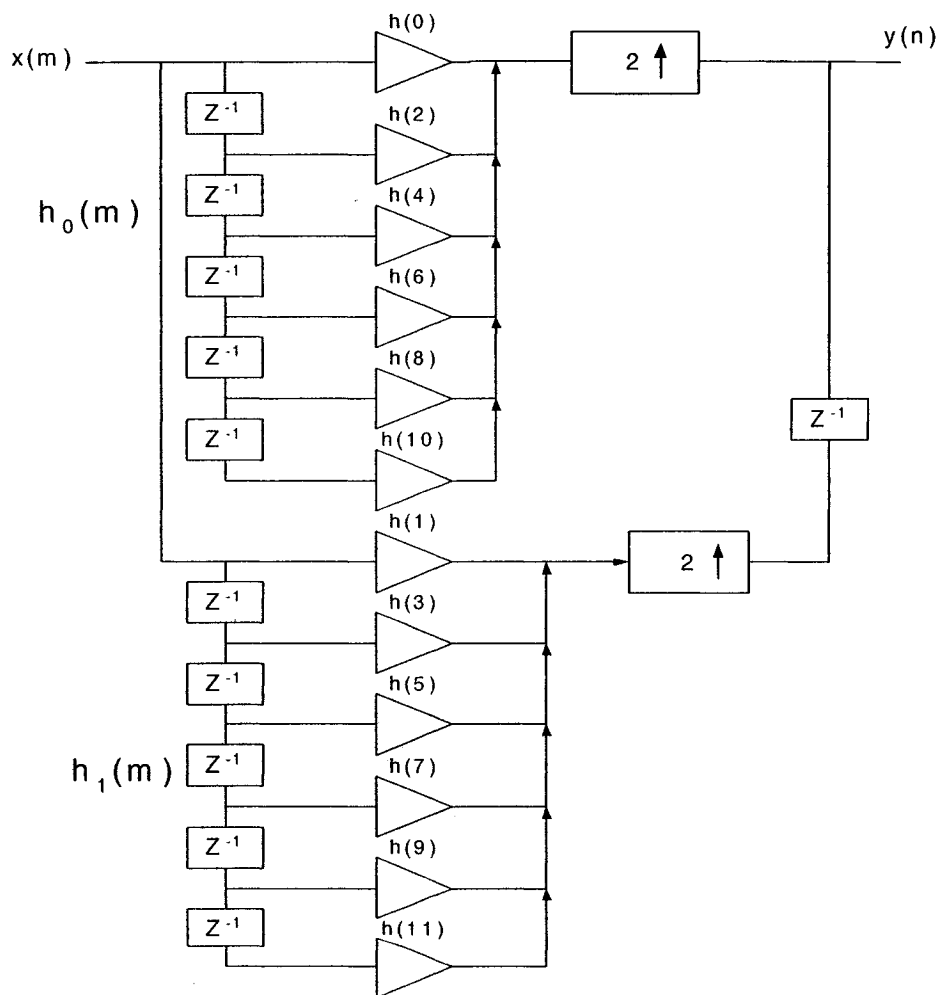 h(0)
y(n)
x(m)
2
Z⁻¹
h(2)
Z⁻¹
h(4)
h₀(m)
Z⁻¹
h(6)
Z⁻¹
h(8)
Z⁻¹
Z⁻¹
h(10)
h(1)
2
Z⁻¹
h(3)
Z⁻¹
h(5)
h₁(m)
Z⁻¹
h(7)
Z⁻¹
h(9)
Z⁻¹
h(11)